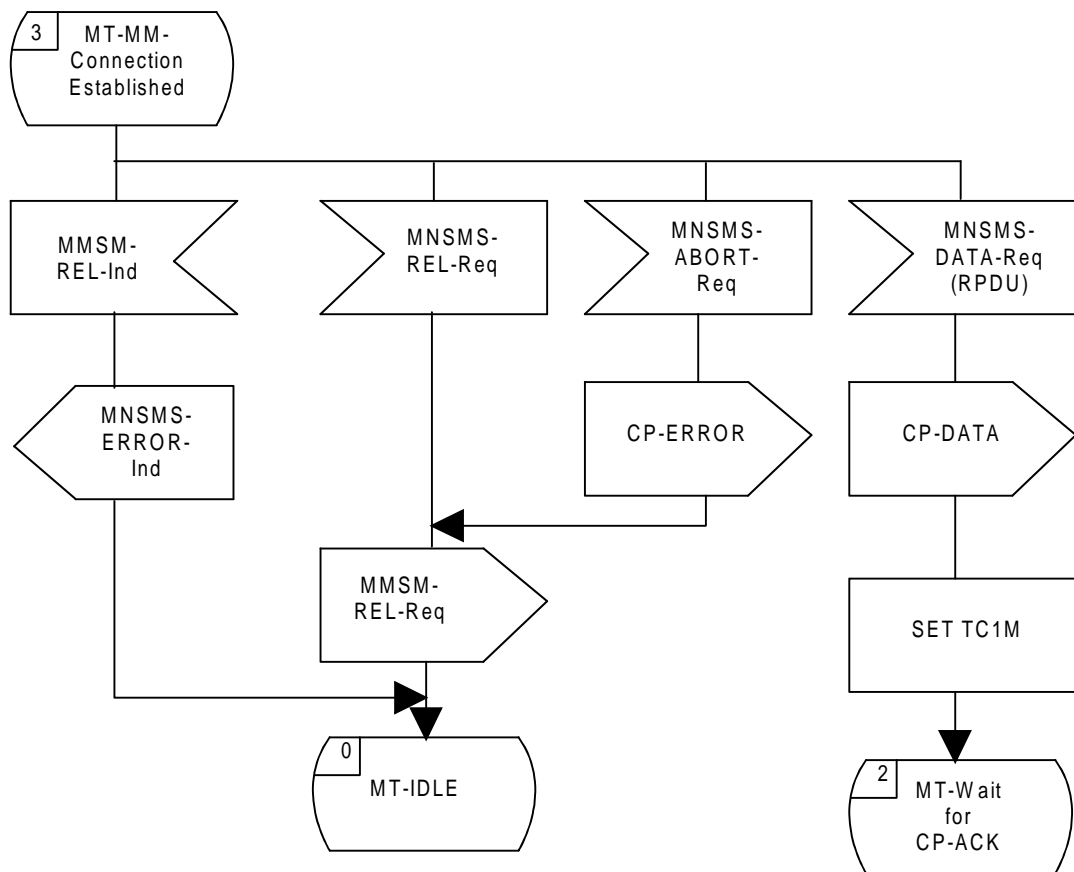 3
MT-MM-
Connection
Established
MMSM-
REL-Ind
MNSMS-
REL-Req
MNSMS-
ABORT-
Req
MNSMS-
DATA-Req
(RPDU)
MNSMS-
ERROR-
Ind
CP-ERROR
CP-DATA
MMSM-
REL-Req
SET TC1M
0
MT-IDLE
2
MT-Wait
for
CP-ACK